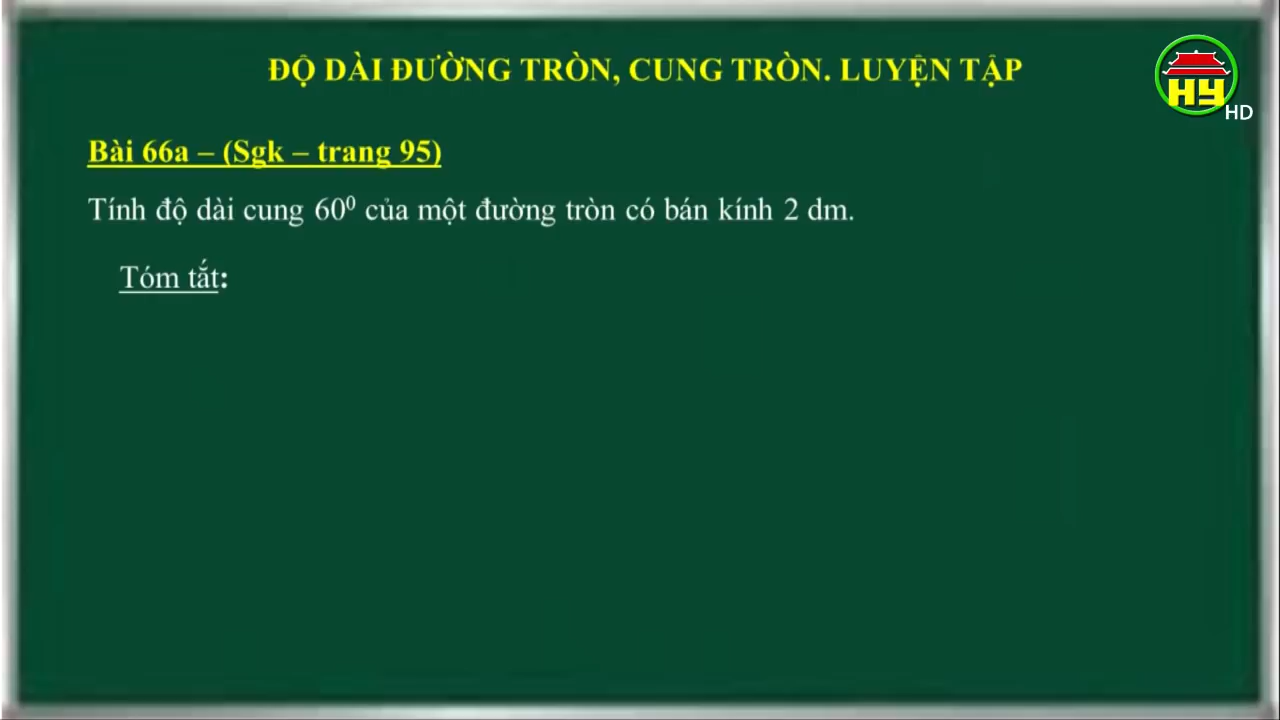 ĐỘ DÀI ĐƯỜNG TRÒN, CUNG TRÒN. LUYỆN TẬP
HY
HD
Bài 66a – (Sgk – trang 95)
Tính độ dài cung 60⁰ của một đường tròn có bán kính 2 dm.
Tóm tắt: